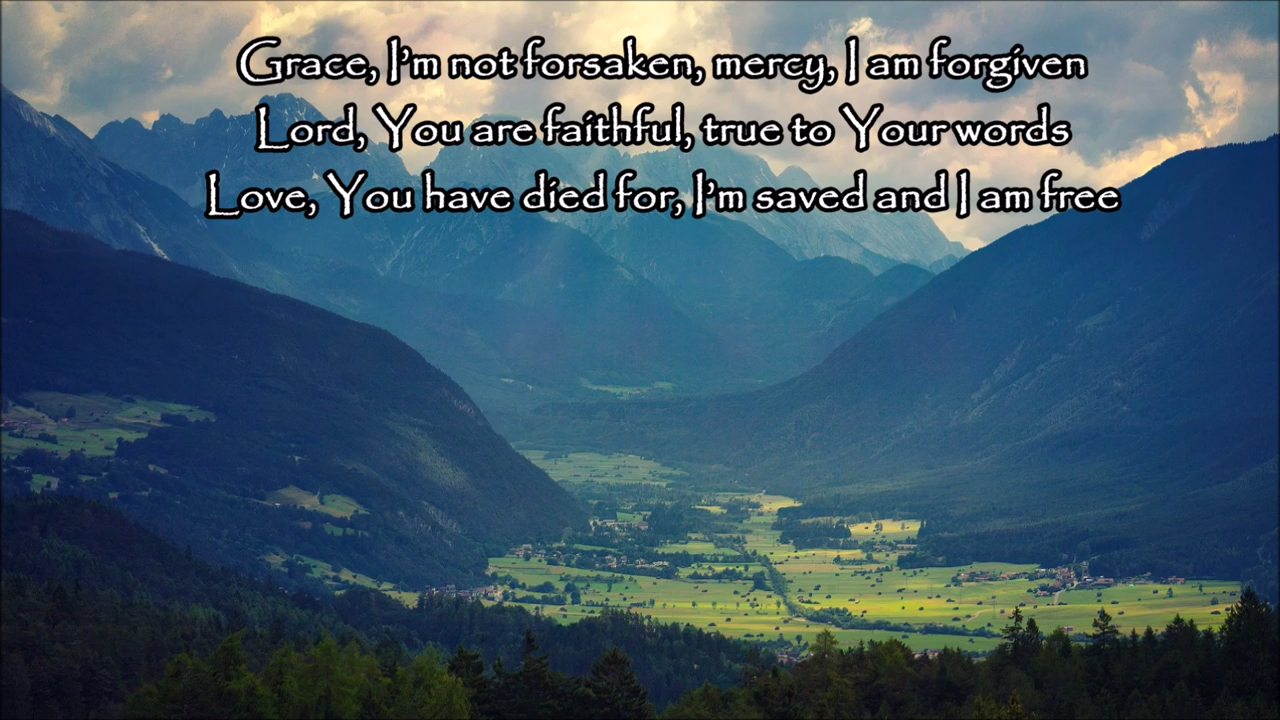 Grace, I'm not forsaken, mercy, I am forgiven
Lord, You are faithful, true to Your words
Love, You have died for, I'm saved and I am free